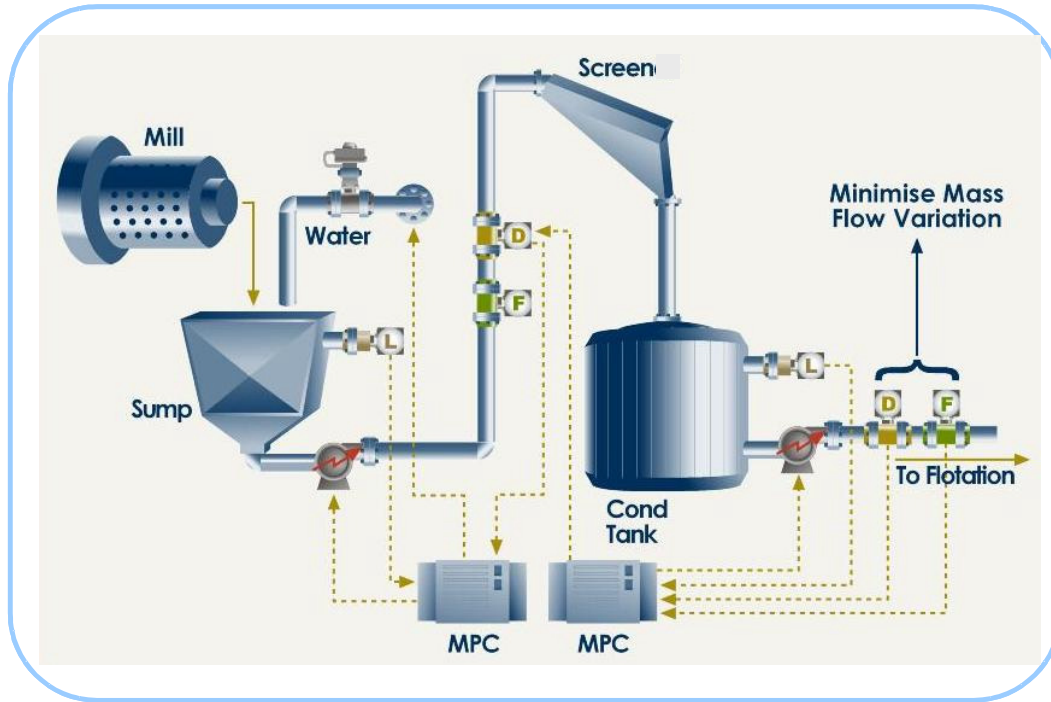 Screen
Mill
Minimise Mass
Flow Variation
Water
D
F
L
Sump
L
D
F
To Flotation
Cond
Tank
MPC
MPC